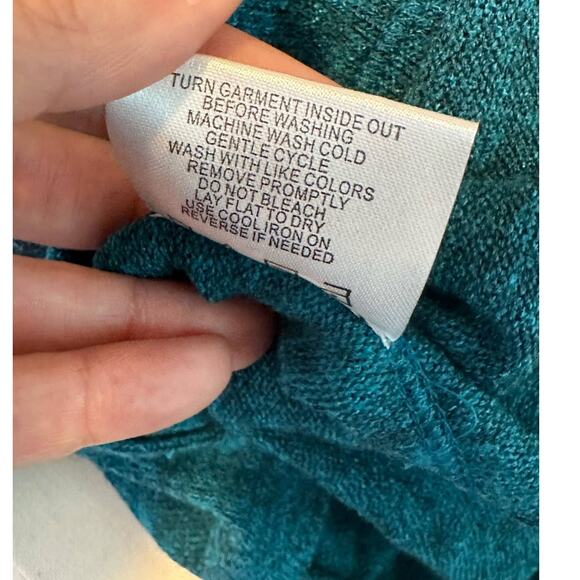 TURN GARMENT INSIDE OUT
BEFORE WASHING
MACHINE WASH COLD
GENTLE CYCLE
WASH WITH LIKE COLORS
REMOVE PROMPTLY
DO NOT BLEACH
LAY FLAT TO DRY
USE COOL IRON ON
REVERSE IF NEEDED